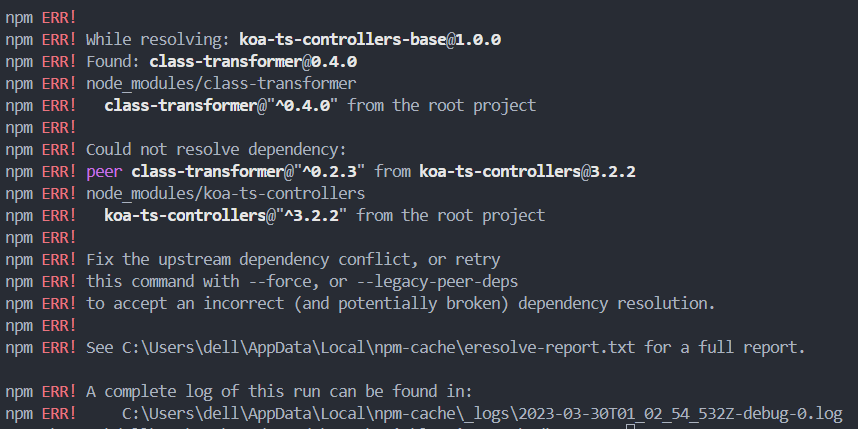 npm ERR!
npm ERR! While resolving: koa-ts-controllers-base@1.0.0
npm ERR! Found: class-transformer@0.4.0
npm ERR! node_modules/class-transformer
npm ERR!   class-transformer@"^0.4.0" from the root project
npm ERR!
npm ERR! Could not resolve dependency:
npm ERR! peer class-transformer@"^0.2.3" from koa-ts-controllers@3.2.2
npm ERR! node_modules/koa-ts-controllers
npm ERR!   koa-ts-controllers@"^3.2.2" from the root project
npm ERR!
npm ERR! Fix the upstream dependency conflict, or retry
npm ERR! this command with --force, or --legacy-peer-deps
npm ERR! to accept an incorrect (and potentially broken) dependency resolution.
npm ERR!
npm ERR! See C:\Users\dell\AppData\Local\npm-cache\eresolve-report.txt for a full report.

npm ERR! A complete log of this run can be found in:
npm ERR!     C:\Users\dell\AppData\Local\npm-cache\_logs\2023-03-30T01_02_54_532Z-debug-0.log